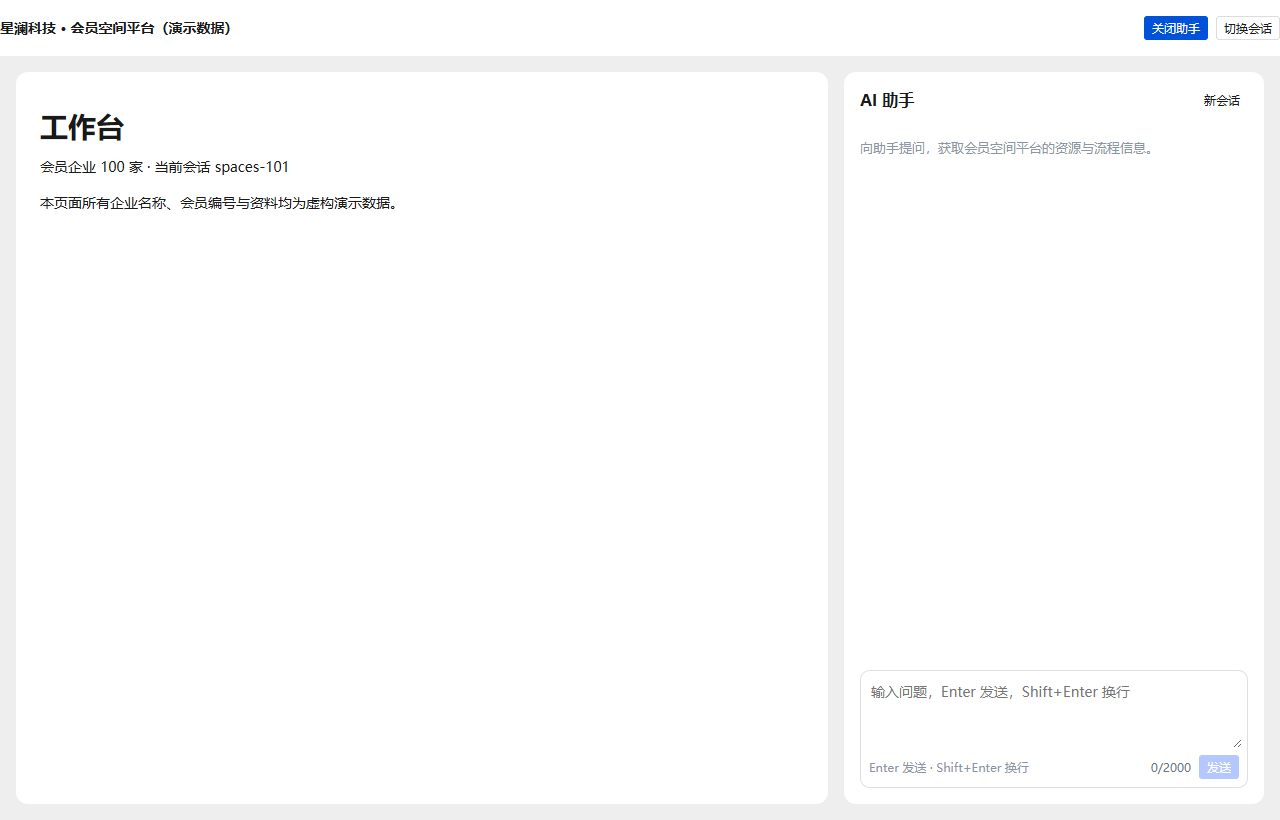 星澜科技 • 会员空间平台（演示数据）
关闭助手
切换会话
工作台
会员企业 100 家 · 当前会话 spaces-101
本页面所有企业名称、会员编号与资料均为虚构演示数据。
AI 助手
新会话
向助手提问，获取会员空间平台的资源与流程信息。
输入问题，Enter 发送，Shift+Enter 换行
Enter 发送 · Shift+Enter 换行
0/2000
发送